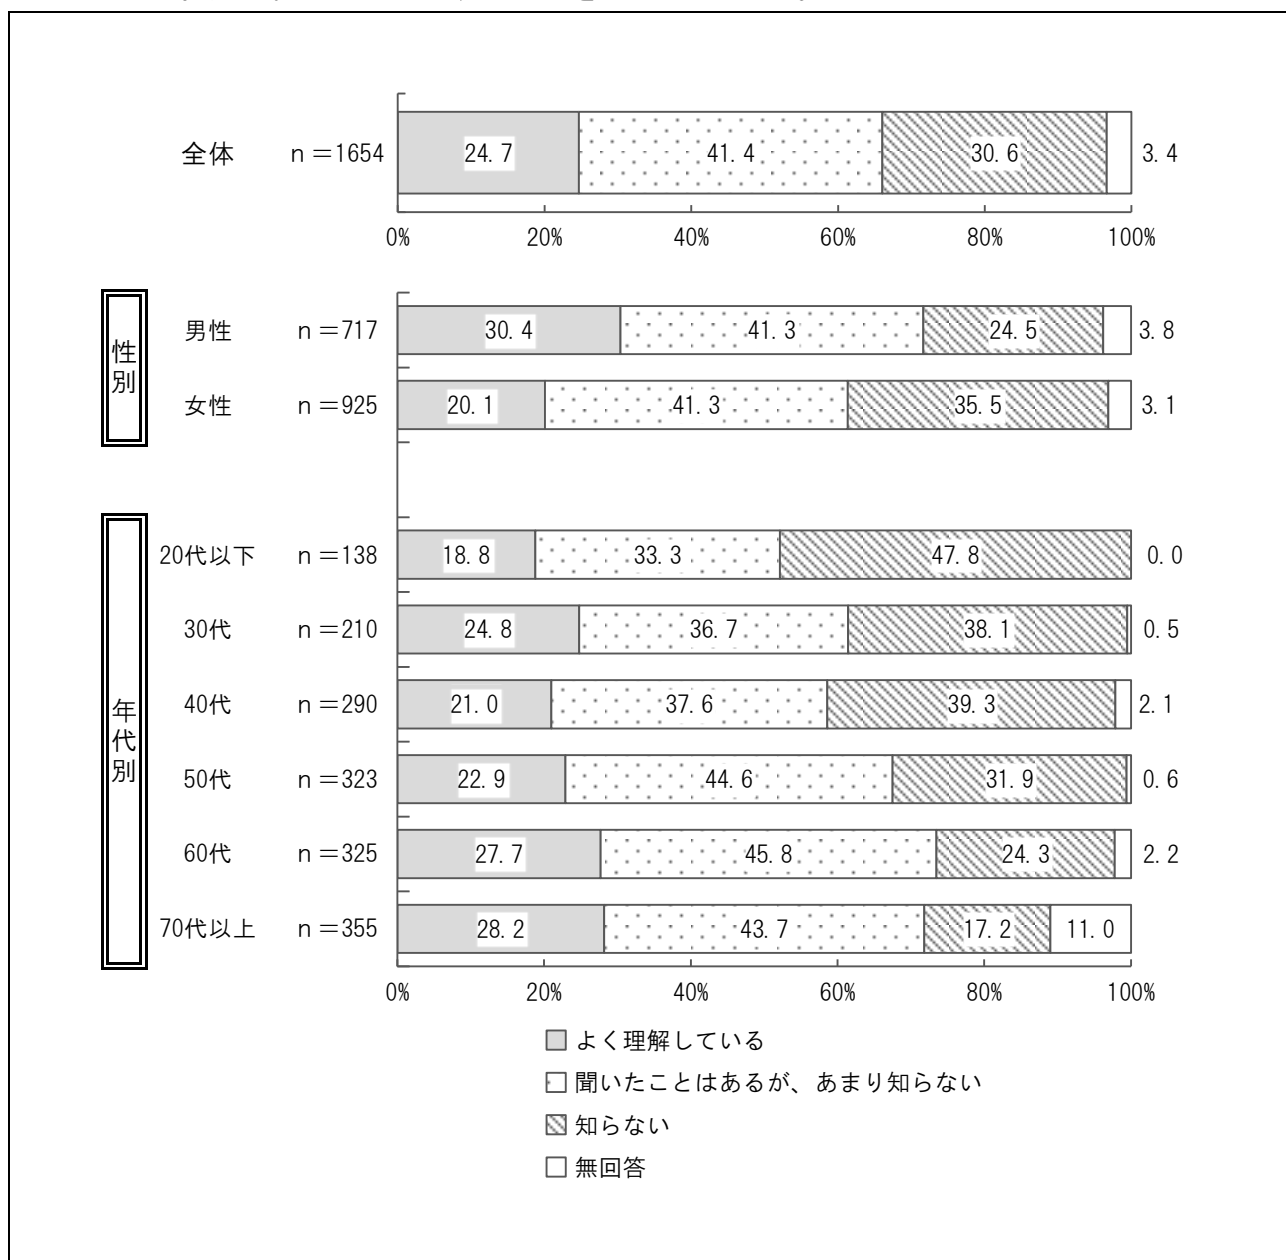 全体 n＝1654 24.7 41.4 30.6 3.4
0% 20% 40% 60% 80% 100%
性別
男性 n＝717 30.4 41.3 24.5 3.8
女性 n＝925 20.1 41.3 35.5 3.1
年代別
20代以下 n＝138 18.8 33.3 47.8 0.0
30代 n＝210 24.8 36.7 38.1 0.5
40代 n＝290 21.0 37.6 39.3 2.1
50代 n＝323 22.9 44.6 31.9 0.6
60代 n＝325 27.7 45.8 24.3 2.2
70代以上 n＝355 28.2 43.7 17.2 11.0
0% 20% 40% 60% 80% 100%
よく理解している
聞いたことはあるが、あまり知らない
知らない
無回答